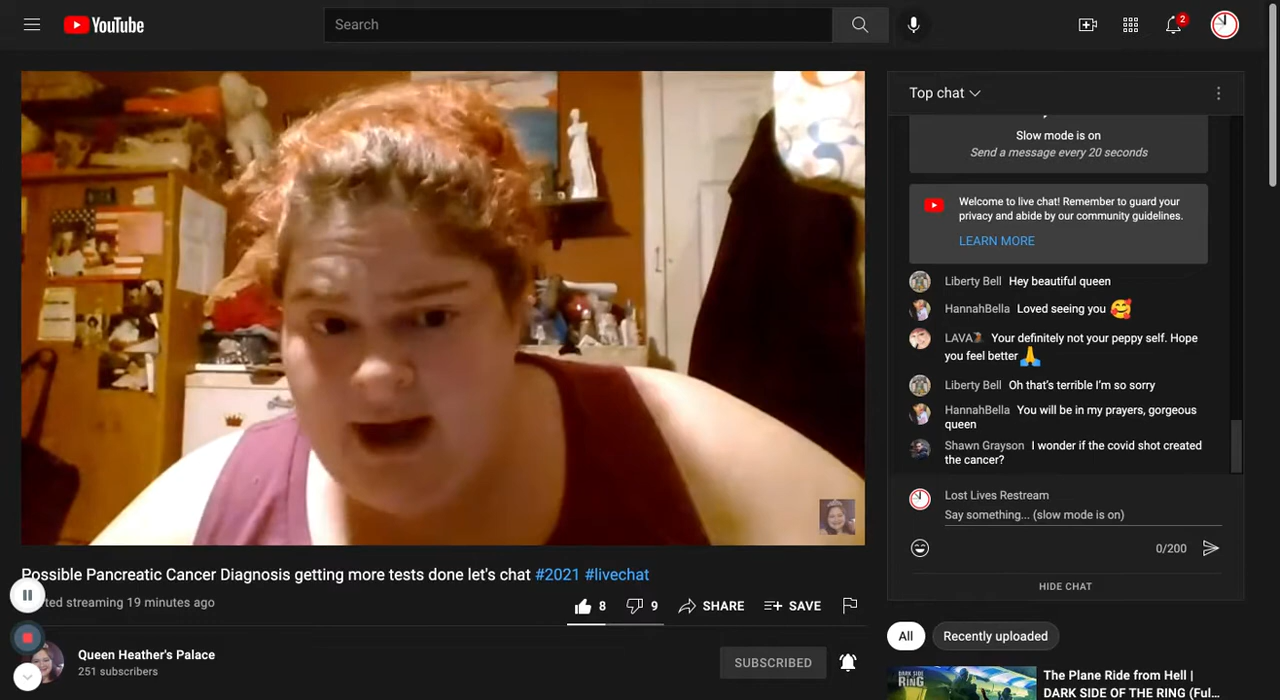 YouTube
Search
2
Top chat
Slow mode is on
Send a message every 20 seconds
Welcome to live chat! Remember to guard your
privacy and abide by our community guidelines.
LEARN MORE
Liberty Bell Hey beautiful queen
HannahBella Loved seeing you 🥰
LAVA Your definitely not your peppy self. Hope
you feel better 🙏
Liberty Bell Oh that's terrible I'm so sorry
HannahBella You will be in my prayers, gorgeous
queen
Shawn Grayson I wonder if the covid shot created
the cancer?
Lost Lives Restream
Say something... (slow mode is on)
0/200
HIDE CHAT
Possible Pancreatic Cancer Diagnosis getting more tests done let's chat #2021 #livechat
streaming 19 minutes ago
8
9
SHARE
SAVE
Queen Heather's Palace
251 subscribers
SUBSCRIBED
All
Recently uploaded
DARK SIDE
RING
The Plane Ride from Hell |
DARK SIDE OF THE RING (Ful...